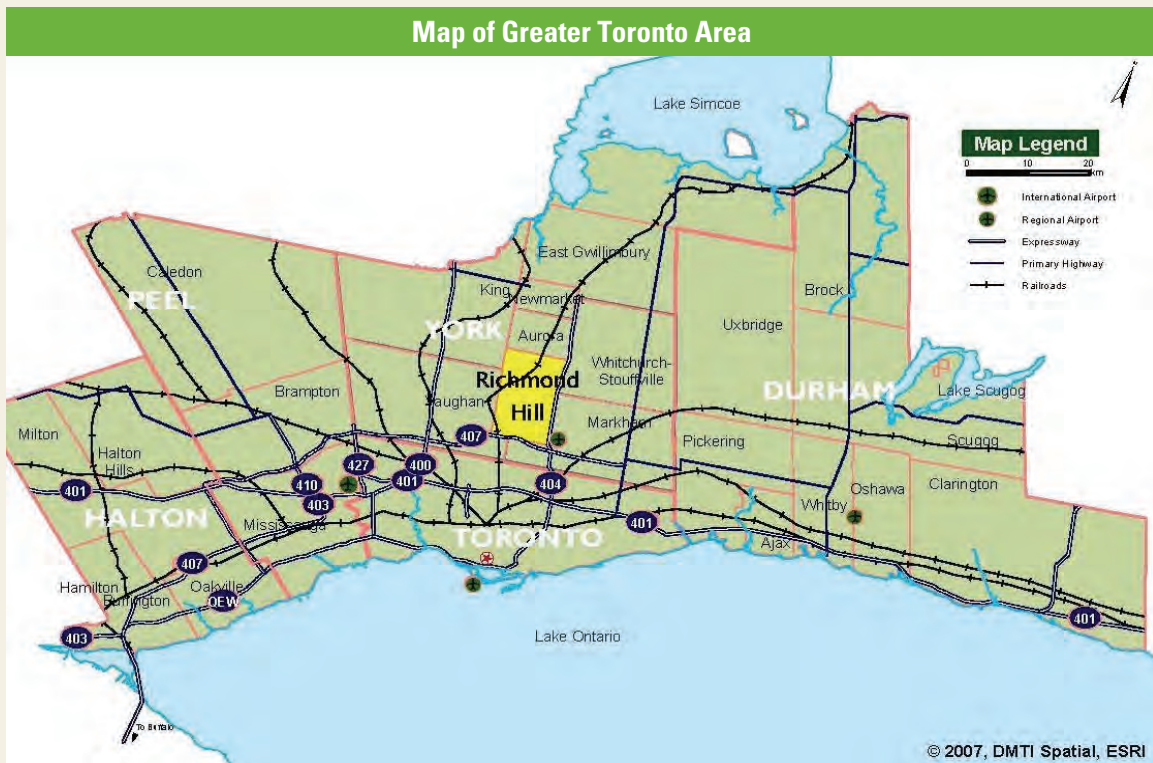 Map of Greater Toronto Area
Lake Simcoe
Map Legend
0 10 20
km
International Airport
Regional Airport
Expressway
Primary Highway
Railroads
East Gwillimbury
Caledon
PEEL
King
Newmarket
Brock
YORK
Aurora
Uxbridge
Whitchurch-
Stouffville
Richmond
Hill
DURHAM
Lake Scugog
Brampton
Vaughan
Markham
Milton
407
Pickering
Scugog
Halton
Hills
427
400
401
410
401
404
403
Whitby
Oshawa
Clarington
HALTON
Mississauga
TORONTO
401
Ajax
407
Hamilton
Burlington
Oakville
QEW
403
Lake Ontario
401
To Buffalo
© 2007, DMTI Spatial, ESRI